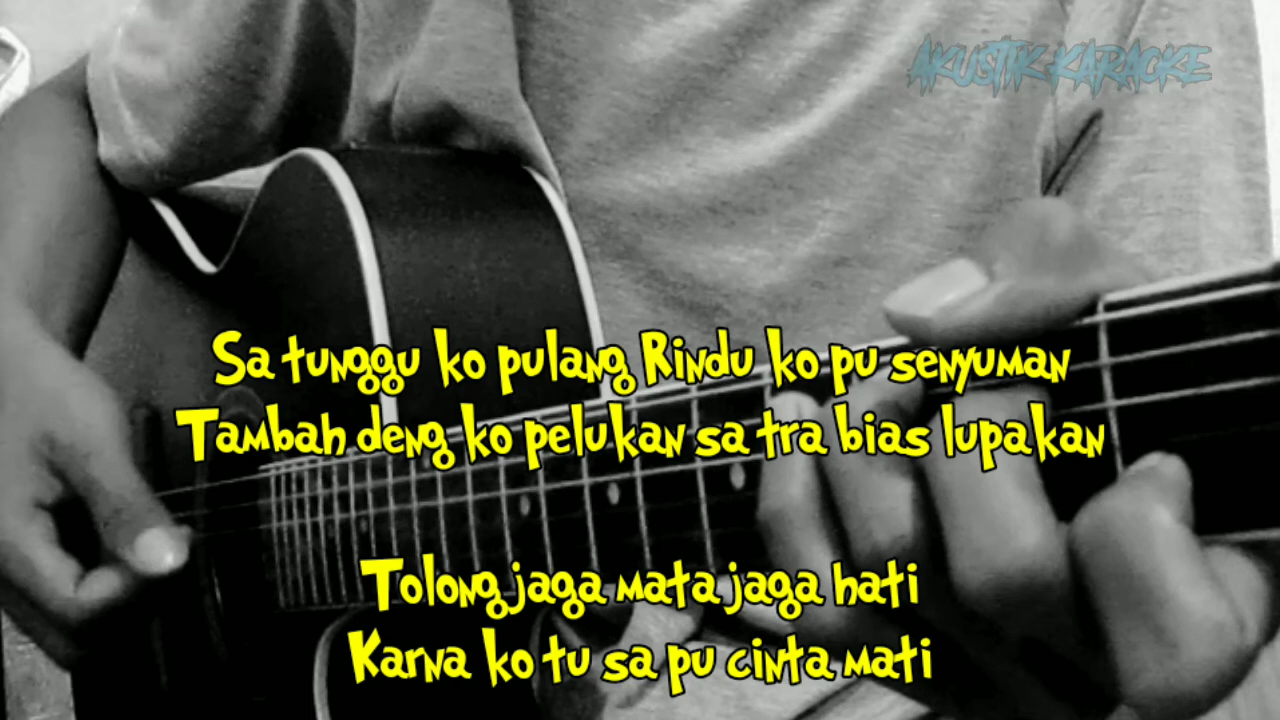 AKUSTIK KARAOKE
Sa tunggu ko pulang Rindu ko pu senyuman
Tambah deng ko pelukan sa tra bias lupakan
Tolong jaga mata jaga hati
Karna ko tu sa pu cinta mati